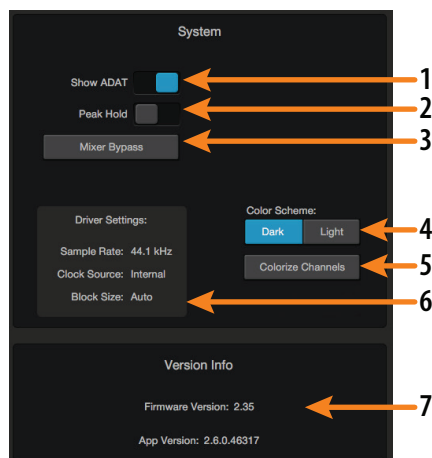 System
Show ADAT
1
Peak Hold
2
Mixer Bypass
3
Color Scheme:
Dark Light
4
Colorize Channels
5
Driver Settings:
Sample Rate: 44.1 kHz
Clock Source: Internal
Block Size: Auto
6
Version Info
Firmware Version: 2.35
7
App Version: 2.6.0.46317